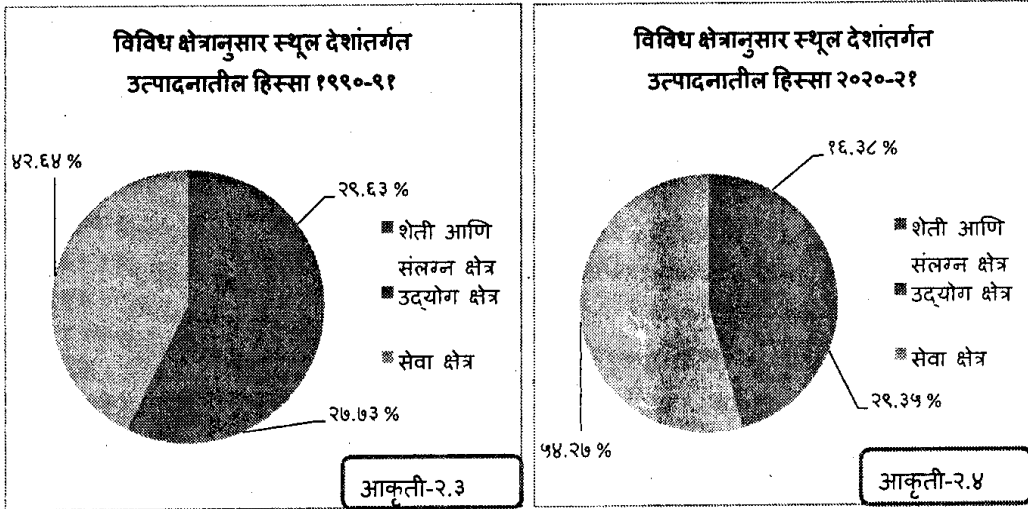 विविध क्षेत्रानुसार स्थूल देशांतर्गत
उत्पादनातील हिस्सा १९९०-९१
४२.६४ %
२९.६३ %
■ शेती आणि
संलग्न क्षेत्र
■ उद्योग क्षेत्र
■ सेवा क्षेत्र
२७.७३ %
आकृती-२.३
विविध क्षेत्रानुसार स्थूल देशांतर्गत
उत्पादनातील हिस्सा २०२०-२१
१६.३८ %
■ शेती आणि
संलग्न क्षेत्र
■ उद्योग क्षेत्र
■ सेवा क्षेत्र
२९.३५ %
५४.२७ %
आकृती-२.४